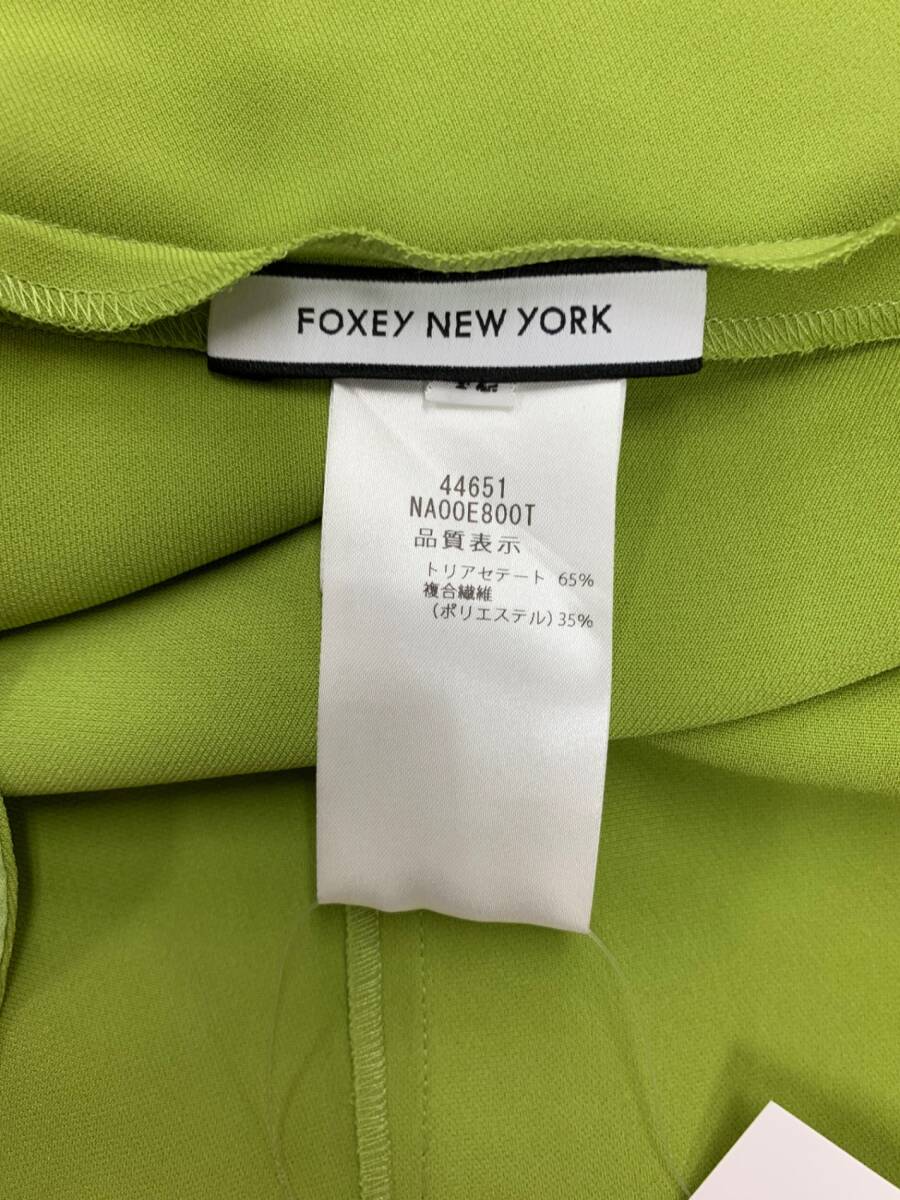 FOXEY NEW YORK
44651
NA00E800T
品質表示
トリアセテート 65%
複合繊維
(ポリエステル) 35%